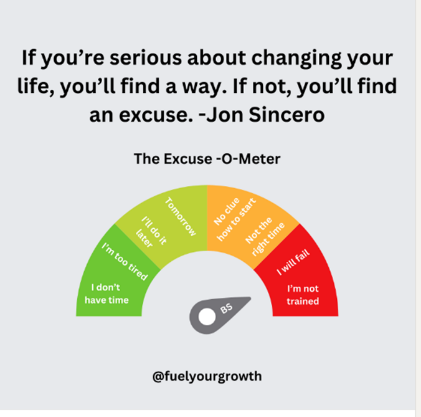 If you’re serious about changing your
life, you’ll find a way. If not, you’ll find
an excuse. -Jon Sincero
The Excuse -O-Meter
I don’t
have time
I’m too tired
I’ll do it
later
Tomorrow
No clue
how to start
Not the
right time
I will fail
I’m not
trained
BS
@fuelyourgrowth